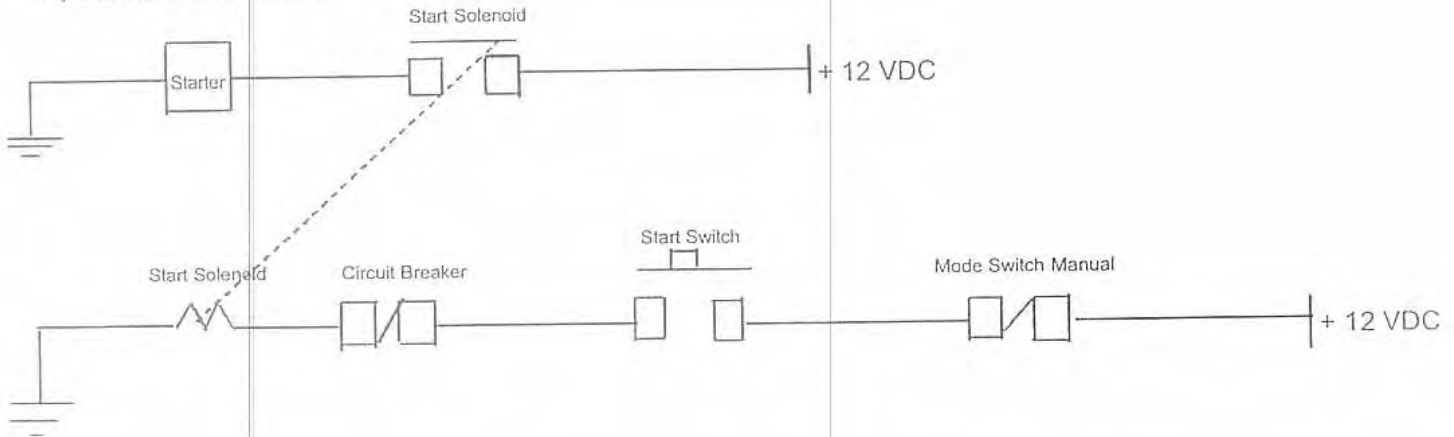 Start Solenoid
Starter
+ 12 VDC
Start Switch
Start Solenoid
Circuit Breaker
Mode Switch Manual
+ 12 VDC